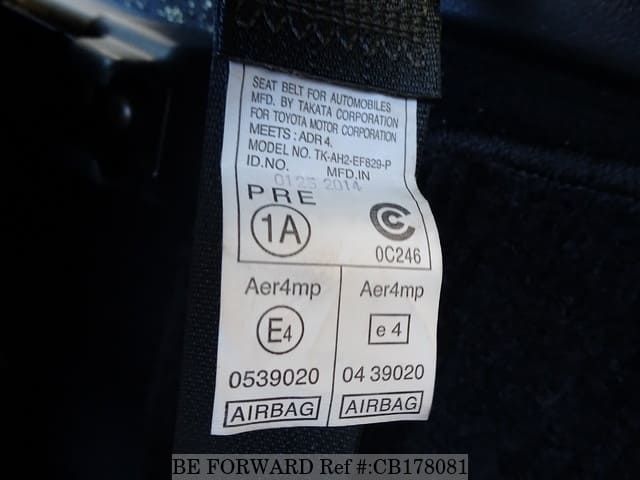 SEAT BELT FOR AUTOMOBILES
MFD. BY TAKATA CORPORATION
FOR TOYOTA MOTOR CORPORATION
MEETS: ADR 4.
MODEL NO. TK-AH2-EF829-P
ID.NO. MFD.IN
0125 2014
PRE
1A
C
0C246
Aer4mp
E4
0539020
AIRBAG
Aer4mp
e 4
04 39020
AIRBAG
BE FORWARD Ref #:CB178081